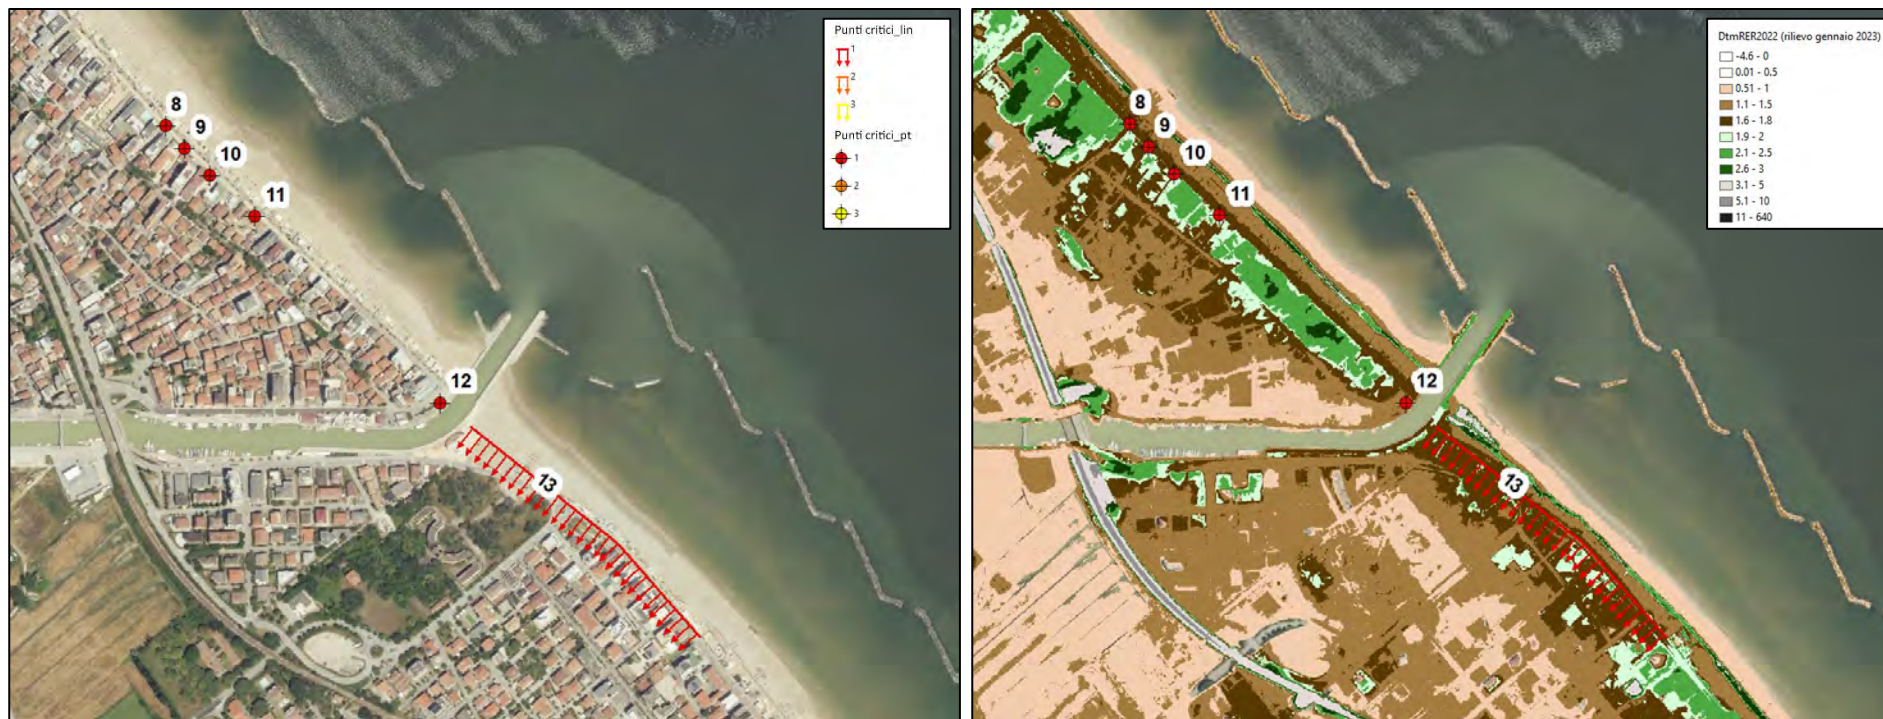 Punti critici_lin
1
2
3
Punti critici_pt
1
2
3
8
9
10
11
12
13
DtmRER2022 (rilievo gennaio 2023)
-4.6 - 0
0.01 - 0.5
0.51 - 1
1.1 - 1.5
1.6 - 1.8
1.9 - 2
2.1 - 2.5
2.6 - 3
3.1 - 5
5.1 - 10
11 - 640
8
9
10
11
12
13